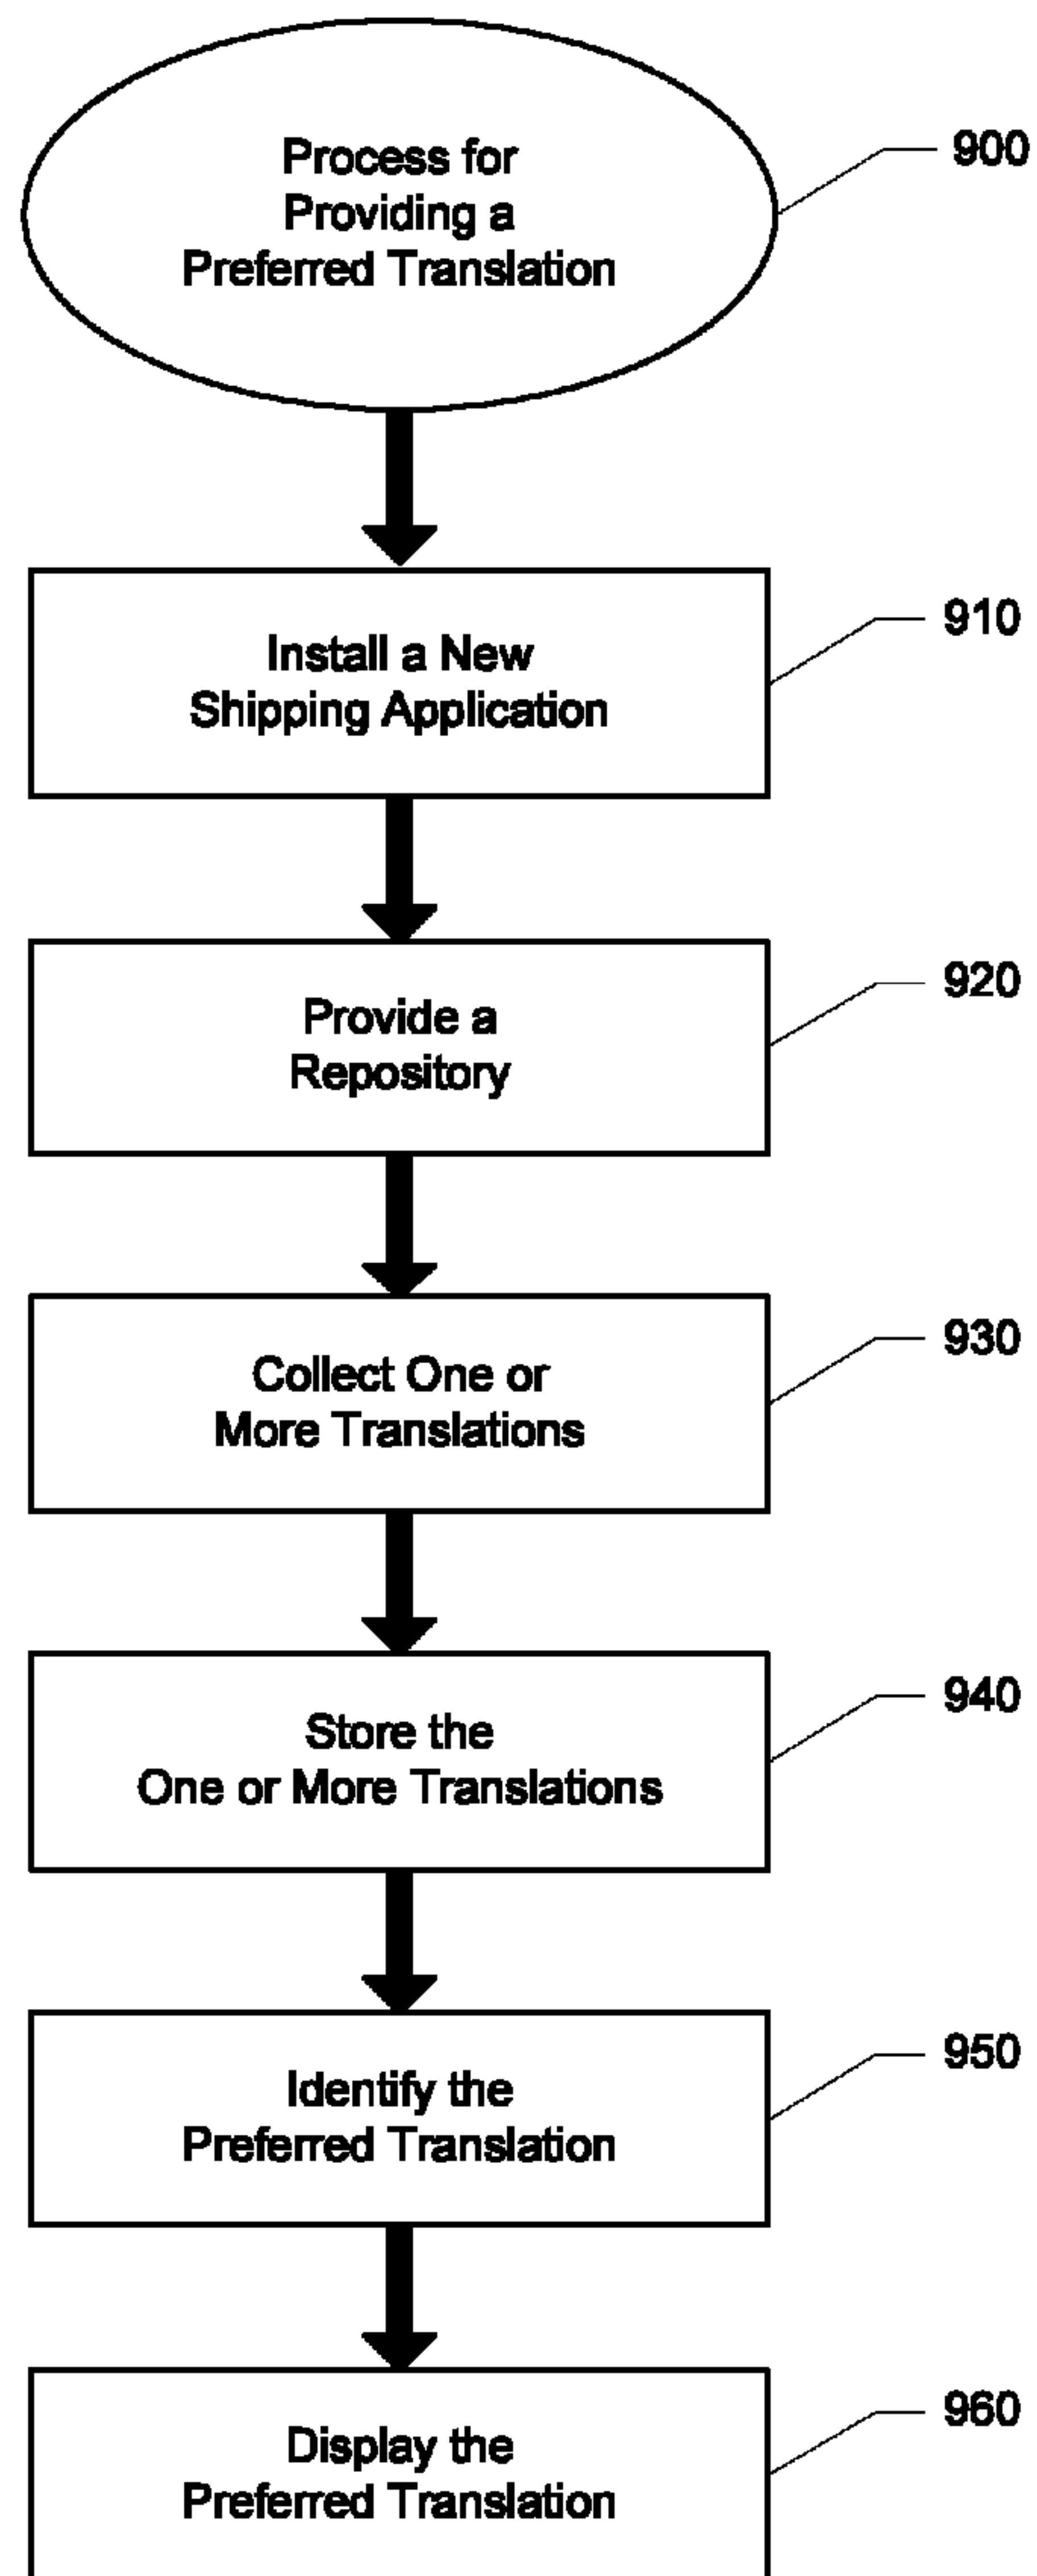 Process for
Providing a
Preferred Translation
900
Install a New
Shipping Application
910
Provide a
Repository
920
Collect One or
More Translations
930
Store the
One or More Translations
940
Identify the
Preferred Translation
950
Display the
Preferred Translation
960